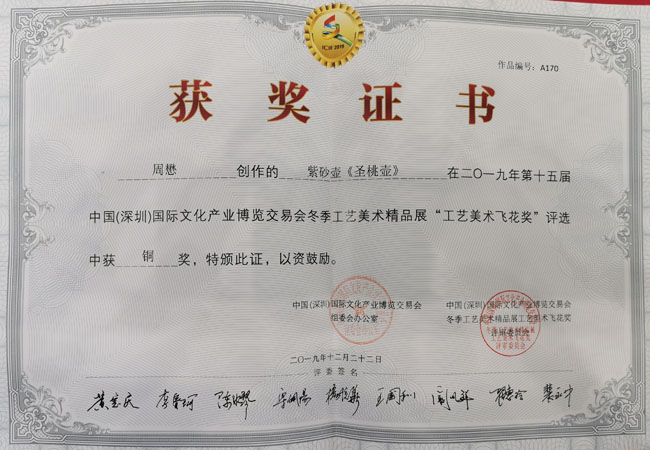 ICIF 2019
作品编号：A170
获奖证书
周懋 创作的 紫砂壶《圣桃壶》 在二〇一九年第十五届
中国(深圳)国际文化产业博览交易会冬季工艺美术精品展“工艺美术飞花奖”评选
中获 铜 奖，特颁此证，以资鼓励。
中国(深圳)国际文化产业博览交易会
组委会办公室
中国(深圳)国际文化产业博览交易会
冬季工艺美术精品展工艺美术飞花奖
评审委员会
二〇一九年十二月二十二日
评委签名